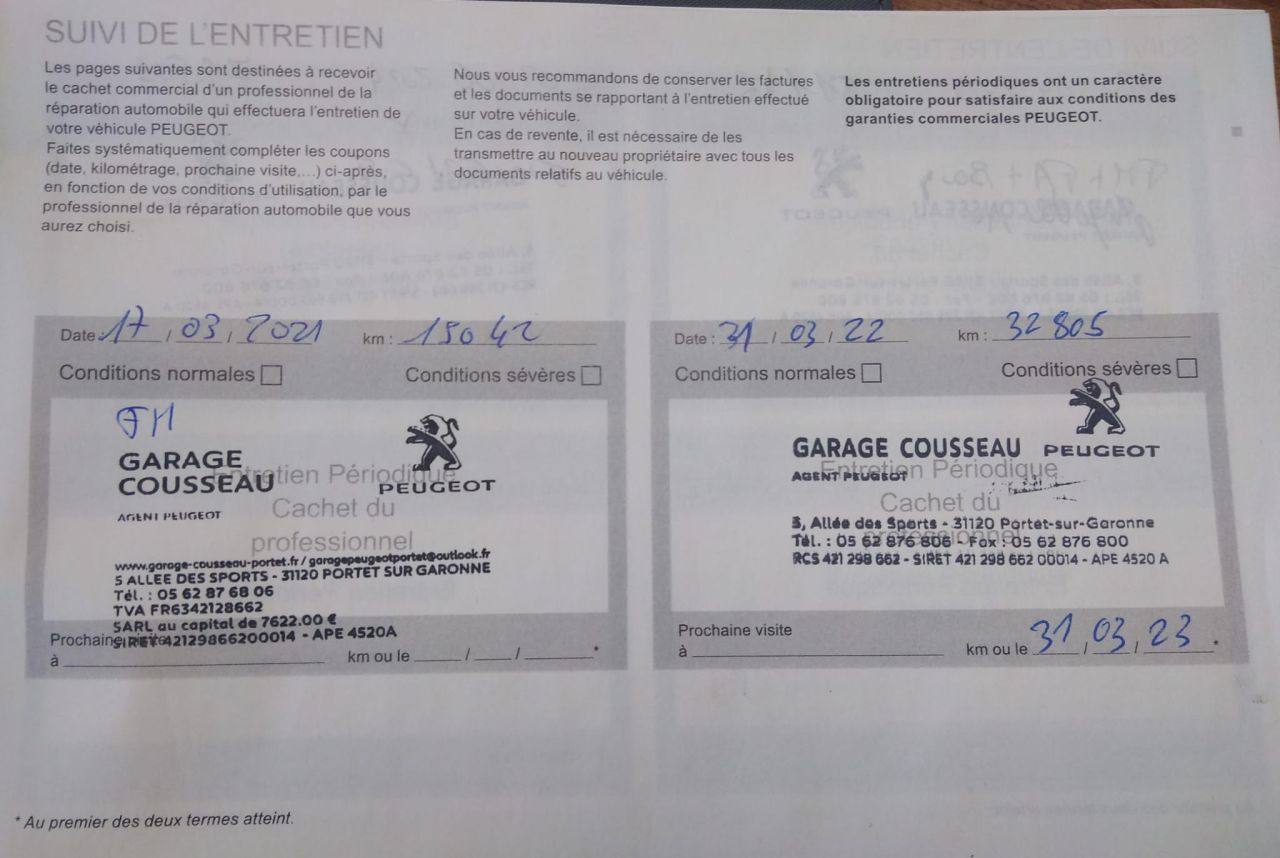 SUIVI DE L'ENTRETIEN
Les pages suivantes sont destinées à recevoir
le cachet commercial d'un professionnel de la
réparation automobile qui effectuera l'entretien de
votre véhicule PEUGEOT.
Faites systématiquement compléter les coupons
(date, kilométrage, prochaine visite,...) ci-après,
en fonction de vos conditions d'utilisation, par le
professionnel de la réparation automobile que vous
aurez choisi.
Nous vous recommandons de conserver les factures
et les documents se rapportant à l'entretien effectué
sur votre véhicule.
En cas de revente, il est nécessaire de les
transmettre au nouveau propriétaire avec tous les
documents relatifs au véhicule.
Les entretiens périodiques ont un caractère
obligatoire pour satisfaire aux conditions des
garanties commerciales PEUGEOT.
Date : 17 / 03 / 2021 km : 15042
Conditions normales Conditions sévères
GARAGE
COUSSEAU
PEUGEOT
AGENT PEUGEOT
Entretien Périodique
Cachet du
professionnel
www.garage-cousseau-portet.fr / garagepeugeotportet@outlook.fr
5 ALLEE DES SPORTS - 31120 PORTET SUR GARONNE
Tél. : 05 62 87 68 06
TVA FR6342128662
SARL au capital de 7622.00 €
SIRET 42129866200014 - APE 4520A
Prochaine visite
à km ou le / / *
Date : 31 / 03 / 22 km : 32 805
Conditions normales Conditions sévères
GARAGE COUSSEAU PEUGEOT
AGENT PEUGEOT
Entretien Périodique
Cachet du
professionnel
3, Allée des Sports - 31120 Portet-sur-Garonne
Tél. : 05 62 876 806 - Fax : 05 62 876 800
RCS 421 298 662 - SIRET 421 298 662 00014 - APE 4520 A
Prochaine visite
à km ou le 31 / 03 / 23 *
* Au premier des deux termes atteint.